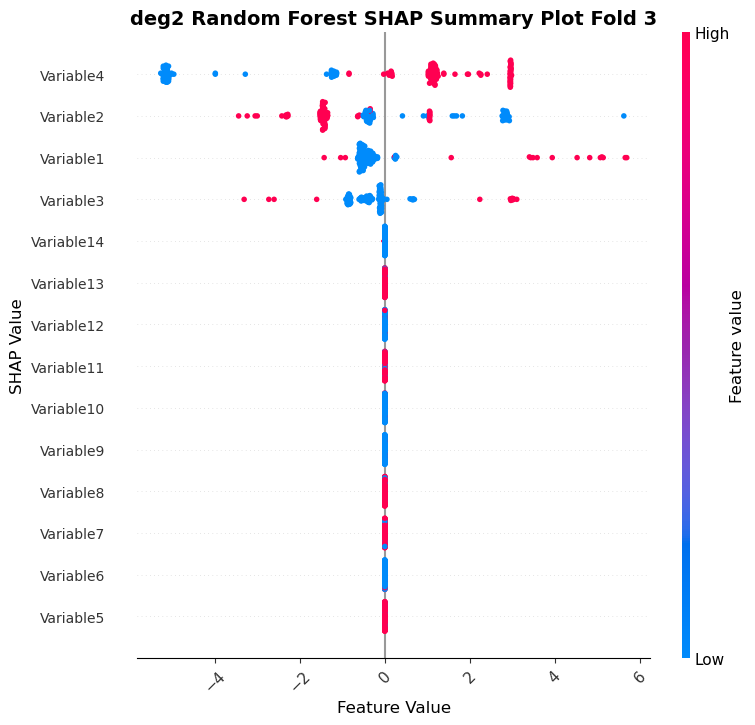 deg2 Random Forest SHAP Summary Plot Fold 3
High
Variable4
Variable2
Variable1
Variable3
Variable14
Variable13
Variable12
Variable11
Variable10
Variable9
Variable8
Variable7
Variable6
Variable5
SHAP Value
Feature value
Low
−4
−2
0
2
4
6
Feature Value